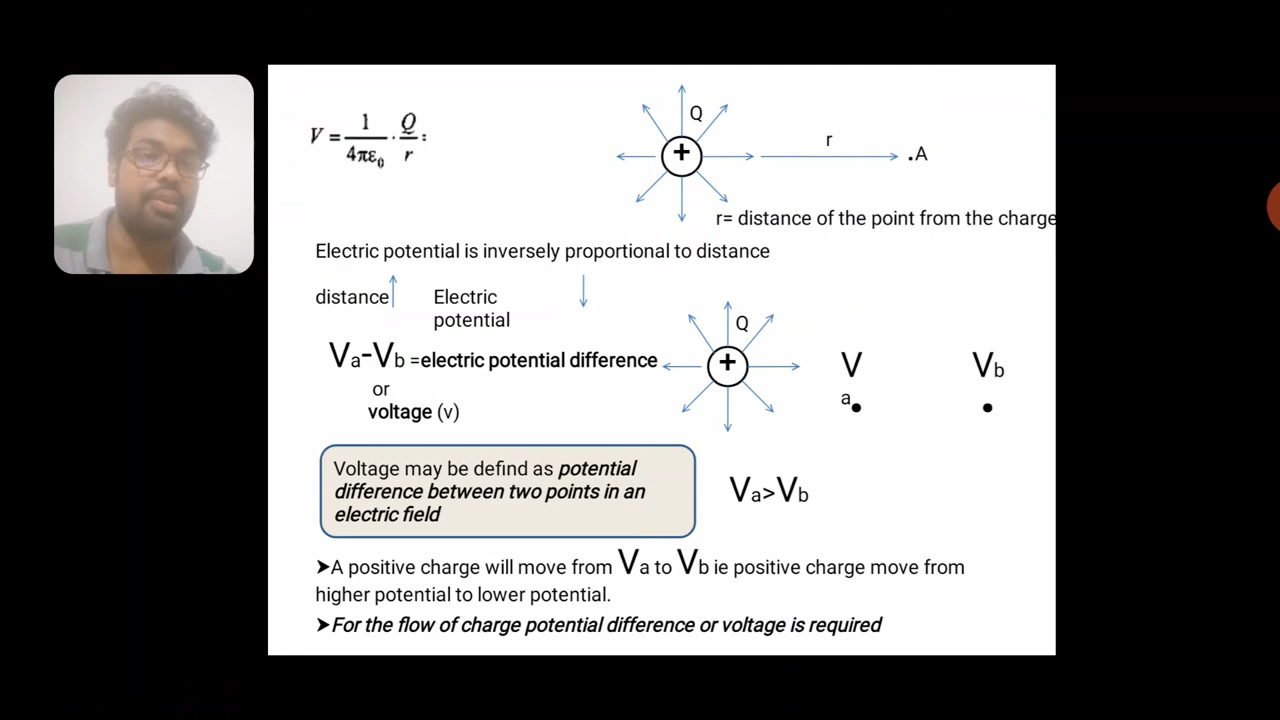 V = 1/4πε0 · Q/r :
Q
+
r
.A
r= distance of the point from the charge
Electric potential is inversely proportional to distance
distance Electric
potential
Q
+
Va-Vb =electric potential difference
or
voltage (v)
V
a
Vb
Voltage may be defind as potential
difference between two points in an
electric field
Va>Vb
➤A positive charge will move from Va to Vb ie positive charge move from
higher potential to lower potential.
➤For the flow of charge potential difference or voltage is required